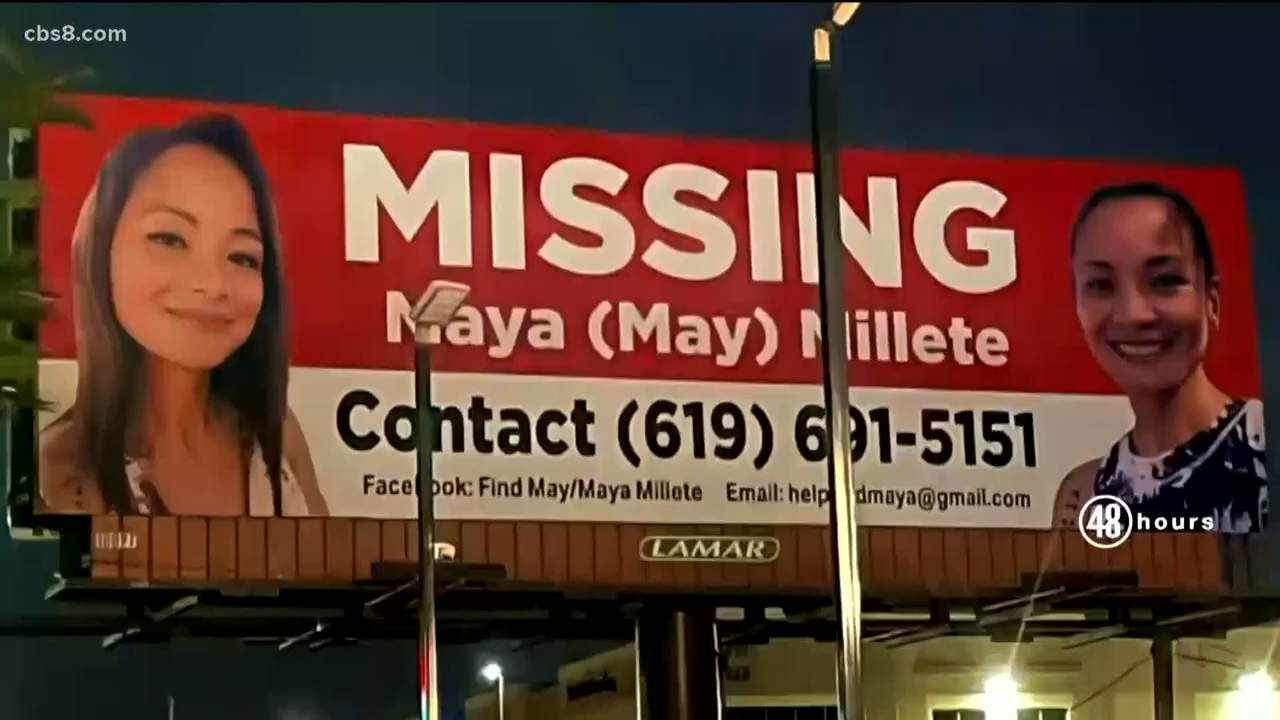 cbs8.com
MISSING
Maya (May) Millete
Contact (619) 691-5151
Facebook: Find May/Maya Millete Email: helpfindmaya@gmail.com
48 hours
LAMAR